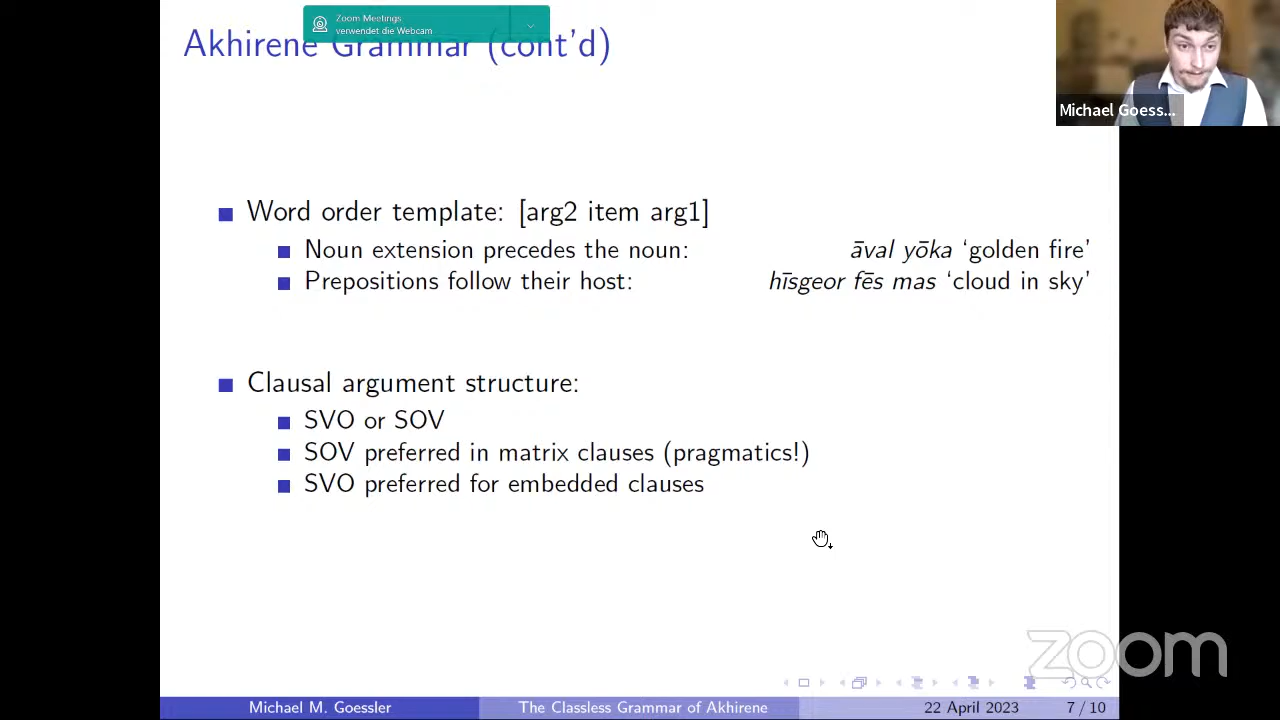 Zoom Meetings
verwendet die Webcam
Akhirene Grammar (cont'd)
Michael Goess...
Word order template: [arg2 item arg1]
Noun extension precedes the noun: āval yōka ‘golden fire’
Prepositions follow their host: hīsgeor fēs mas ‘cloud in sky’
Clausal argument structure:
SVO or SOV
SOV preferred in matrix clauses (pragmatics!)
SVO preferred for embedded clauses
zoom
Michael M. Goessler The Classless Grammar of Akhirene 22 April 2023 7 / 10